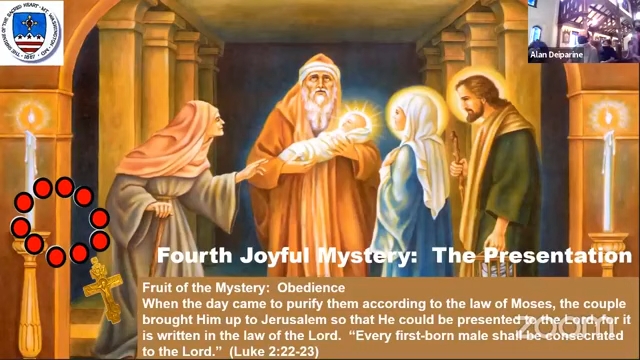 Alan Deiparine
Fourth Joyful Mystery: The Presentation
Fruit of the Mystery: Obedience
When the day came to purify them according to the law of Moses, the couple
brought Him up to Jerusalem so that He could be presented to the Lord, for it
is written in the law of the Lord. “Every first-born male shall be consecrated
to the Lord.” (Luke 2:22-23)
zoom